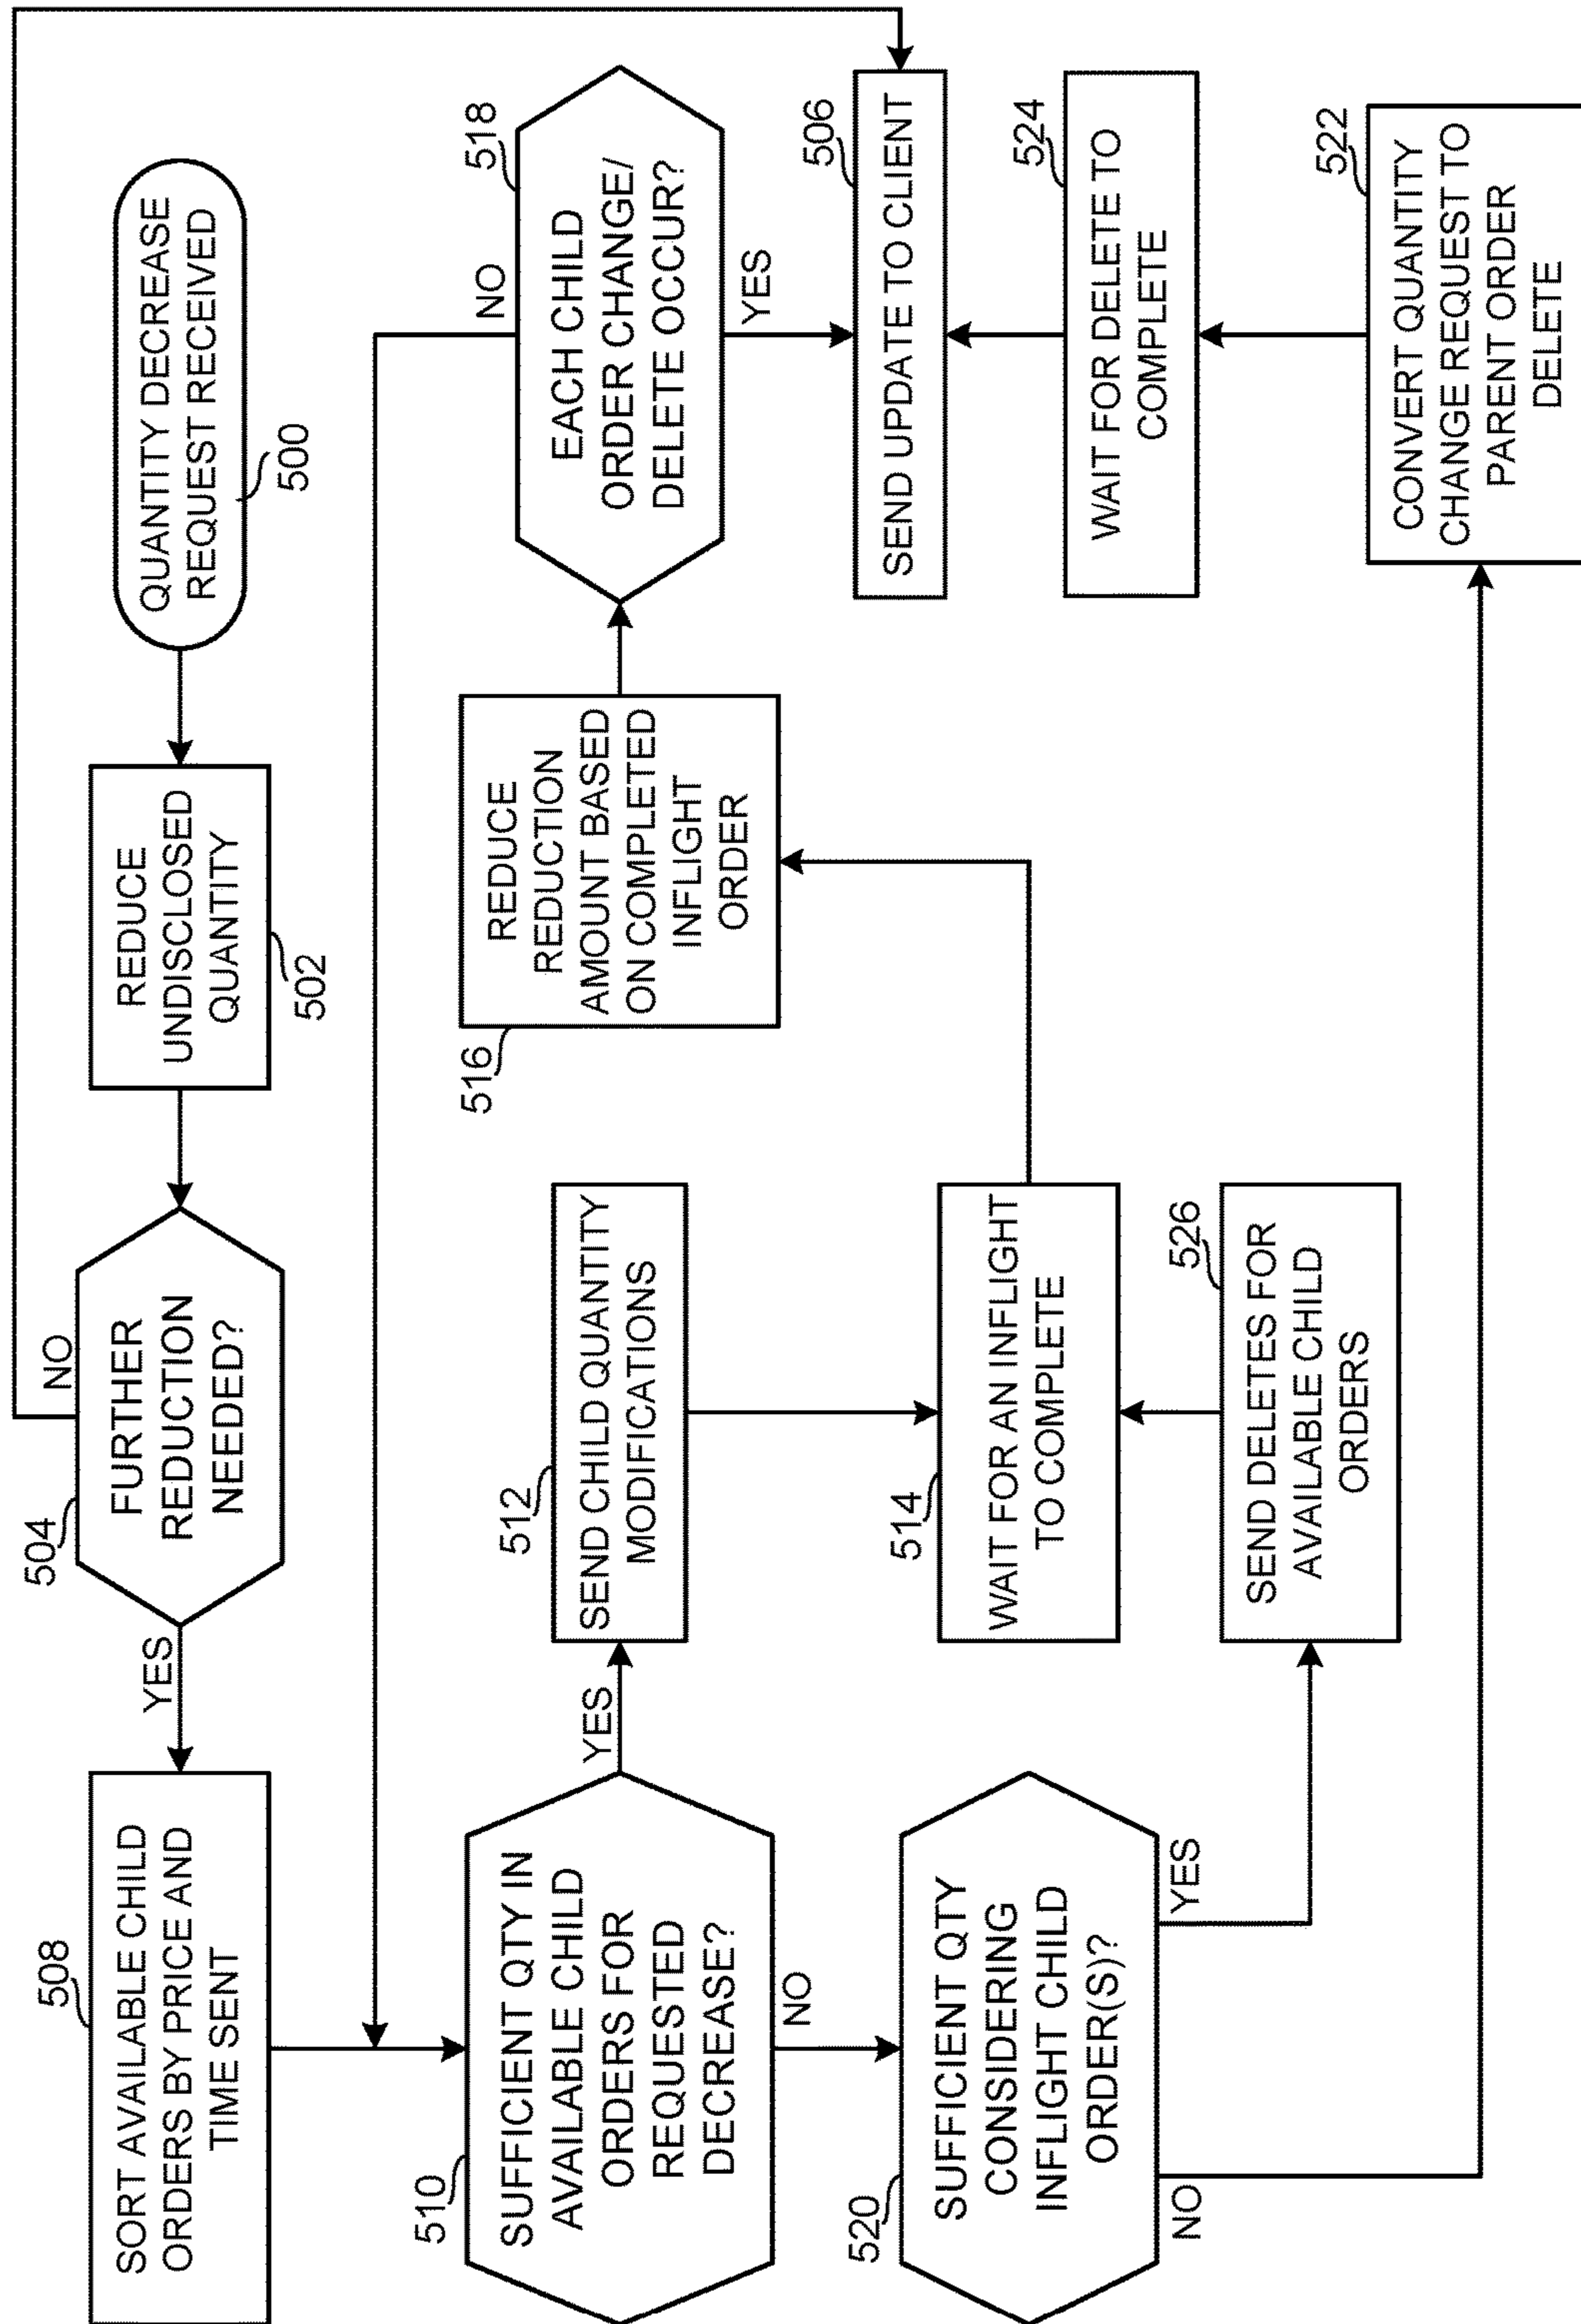 500
QUANTITY DECREASE
REQUEST RECEIVED
502
REDUCE
UNDISCLOSED
QUANTITY
504
FURTHER
REDUCTION
NEEDED?
NO
YES
508
SORT AVAILABLE CHILD
ORDERS BY PRICE AND
TIME SENT
510
SUFFICIENT QTY IN
AVAILABLE CHILD
ORDERS FOR
REQUESTED
DECREASE?
YES
NO
512
SEND CHILD QUANTITY
MODIFICATIONS
514
WAIT FOR AN INFLIGHT
TO COMPLETE
516
REDUCE
REDUCTION
AMOUNT BASED
ON COMPLETED
INFLIGHT
ORDER
518
EACH CHILD
ORDER CHANGE/
DELETE OCCUR?
NO
YES
506
SEND UPDATE TO CLIENT
520
SUFFICIENT QTY
CONSIDERING
INFLIGHT CHILD
ORDER(S)?
YES
NO
526
SEND DELETES FOR
AVAILABLE CHILD
ORDERS
524
WAIT FOR DELETE TO
COMPLETE
522
CONVERT QUANTITY
CHANGE REQUEST TO
PARENT ORDER
DELETE